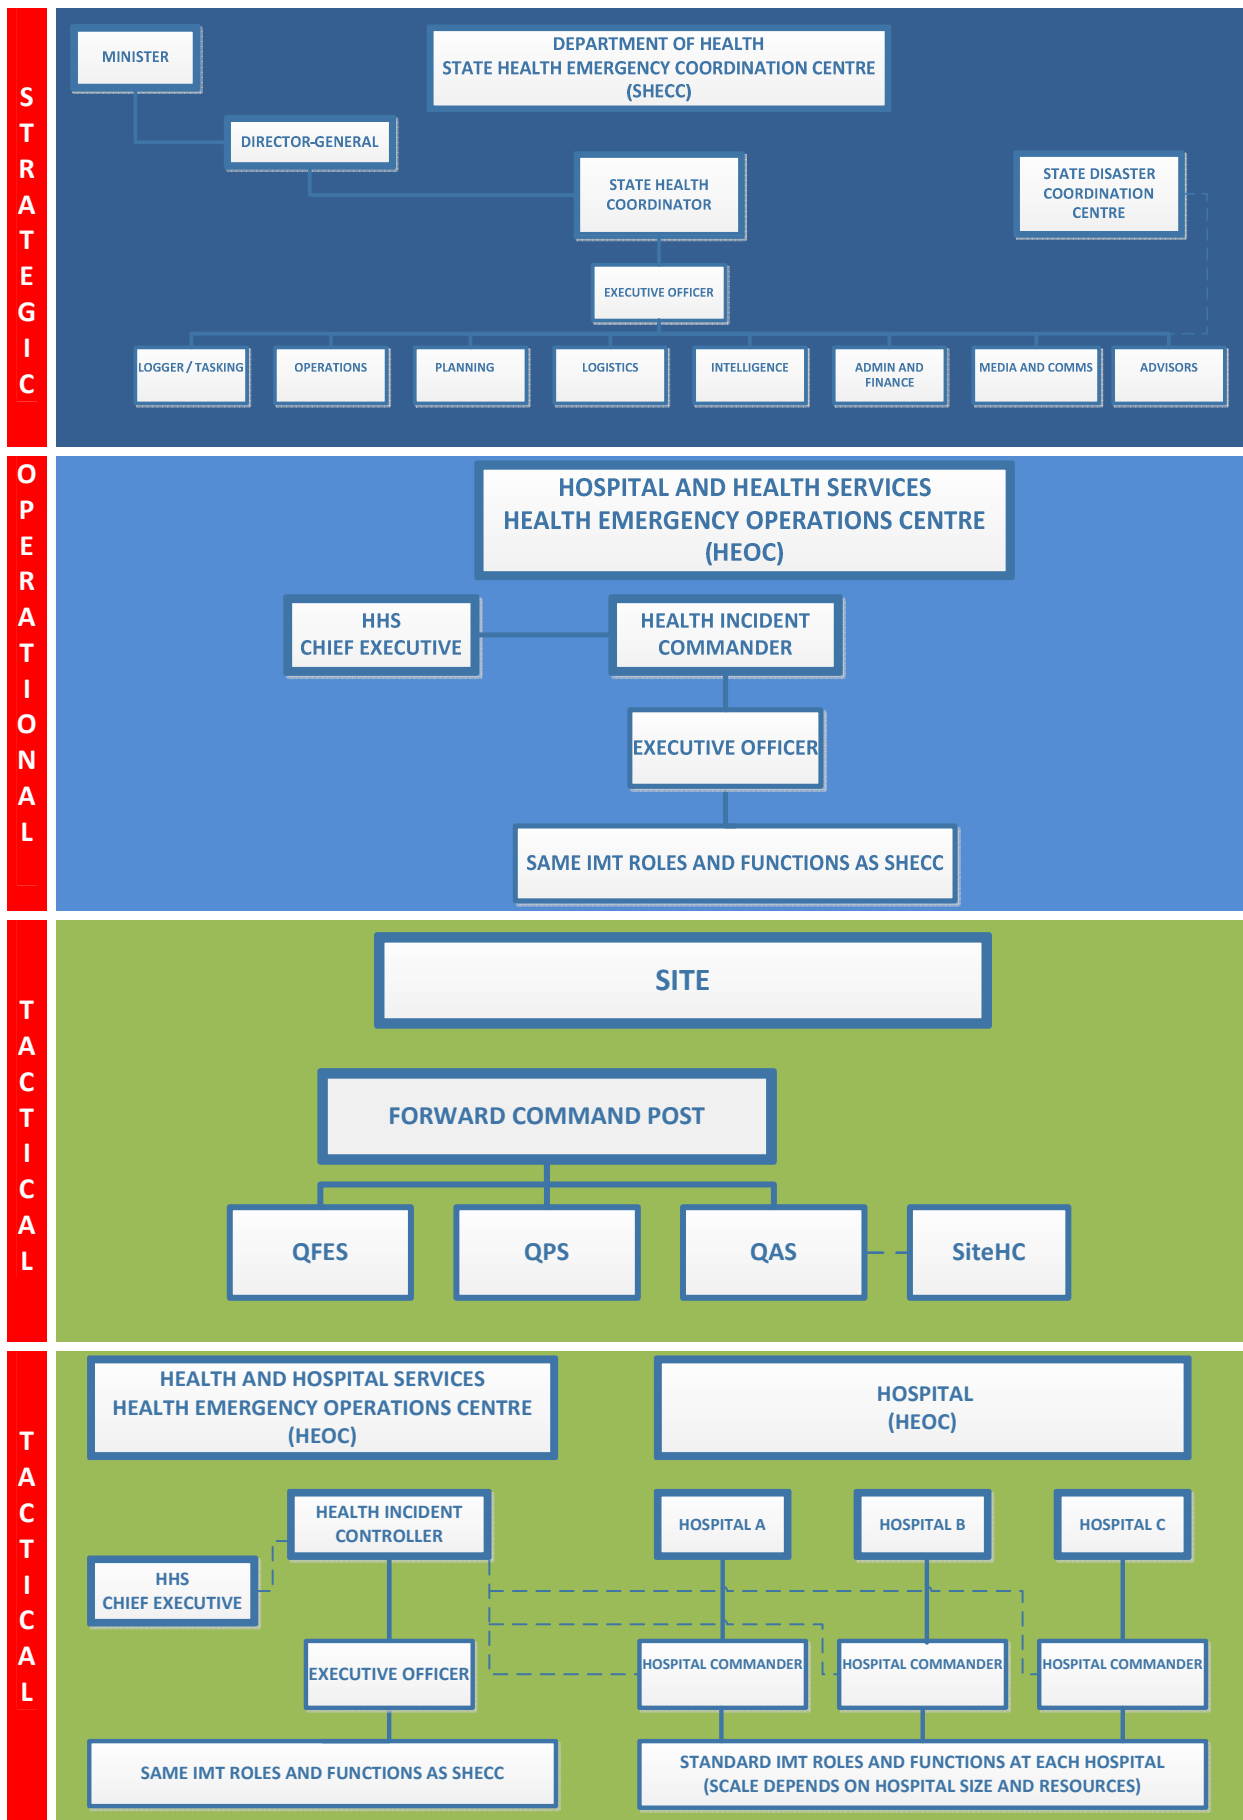 STRATEGIC
MINISTER
DEPARTMENT OF HEALTH
STATE HEALTH EMERGENCY COORDINATION CENTRE
(SHECC)
DIRECTOR-GENERAL
STATE HEALTH
COORDINATOR
STATE DISASTER
COORDINATION
CENTRE
EXECUTIVE OFFICER
LOGGER / TASKING
OPERATIONS
PLANNING
LOGISTICS
INTELLIGENCE
ADMIN AND
FINANCE
MEDIA AND COMMS
ADVISORS
OPERATIONAL
HOSPITAL AND HEALTH SERVICES
HEALTH EMERGENCY OPERATIONS CENTRE
(HEOC)
HHS
CHIEF EXECUTIVE
HEALTH INCIDENT
COMMANDER
EXECUTIVE OFFICER
SAME IMT ROLES AND FUNCTIONS AS SHECC
TACTICAL
SITE
FORWARD COMMAND POST
QFES
QPS
QAS
SiteHC
TACTICAL
HEALTH AND HOSPITAL SERVICES
HEALTH EMERGENCY OPERATIONS CENTRE
(HEOC)
HOSPITAL
(HEOC)
HEALTH INCIDENT
CONTROLLER
HOSPITAL A
HOSPITAL B
HOSPITAL C
HHS
CHIEF EXECUTIVE
EXECUTIVE OFFICER
HOSPITAL COMMANDER
HOSPITAL COMMANDER
HOSPITAL COMMANDER
SAME IMT ROLES AND FUNCTIONS AS SHECC
STANDARD IMT ROLES AND FUNCTIONS AT EACH HOSPITAL
(SCALE DEPENDS ON HOSPITAL SIZE AND RESOURCES)